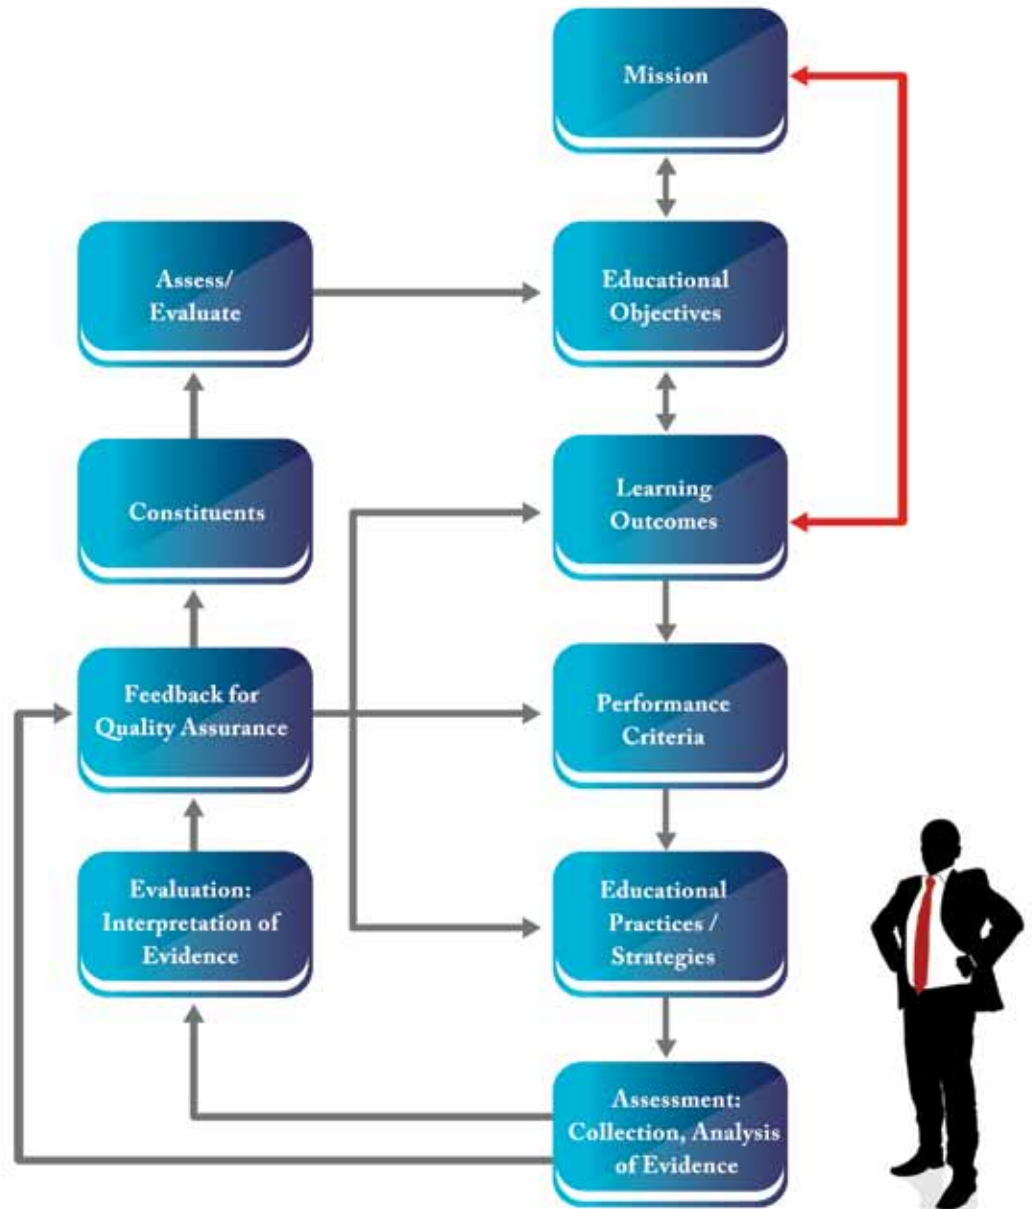 Mission
Assess/
Evaluate
Educational
Objectives
Constituents
Learning
Outcomes
Feedback for
Quality Assurance
Performance
Criteria
Evaluation:
Interpretation of
Evidence
Educational
Practices /
Strategies
Assessment:
Collection, Analysis
of Evidence